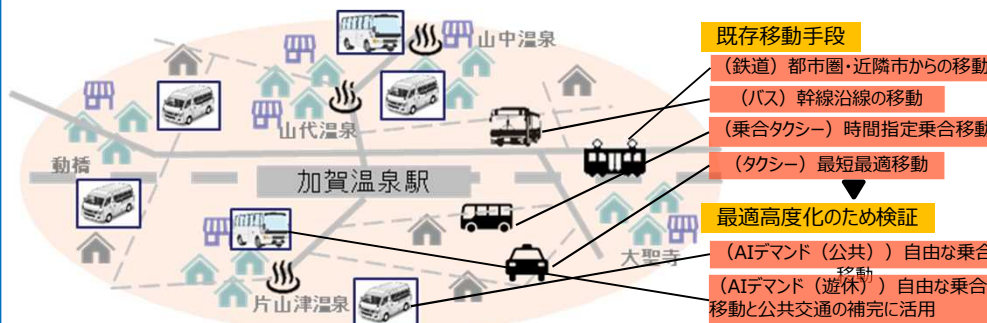 山中温泉
山代温泉
動橋
加賀温泉駅
大聖寺
片山津温泉
既存移動手段
（鉄道）都市圏・近隣市からの移動
（バス）幹線沿線の移動
（乗合タクシー）時間指定乗合移動
（タクシー）最短最適移動
最適高度化のため検証
（AIデマンド（公共））自由な乗合
移動
（AIデマンド（遊休））自由な乗合
移動と公共交通の補完に活用